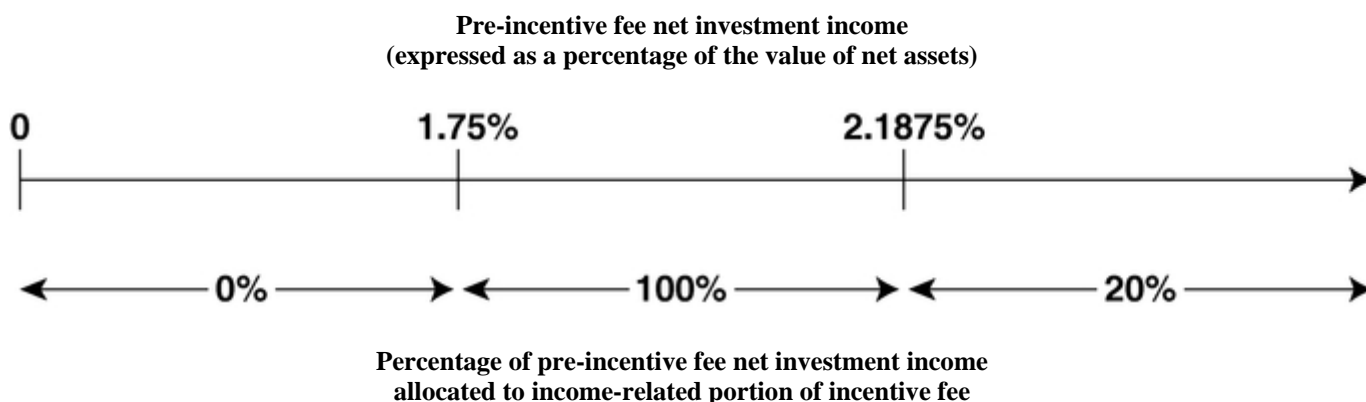 Pre-incentive fee net investment income
(expressed as a percentage of the value of net assets)
0 1.75% 2.1875%
0% 100% 20%
Percentage of pre-incentive fee net investment income
allocated to income-related portion of incentive fee